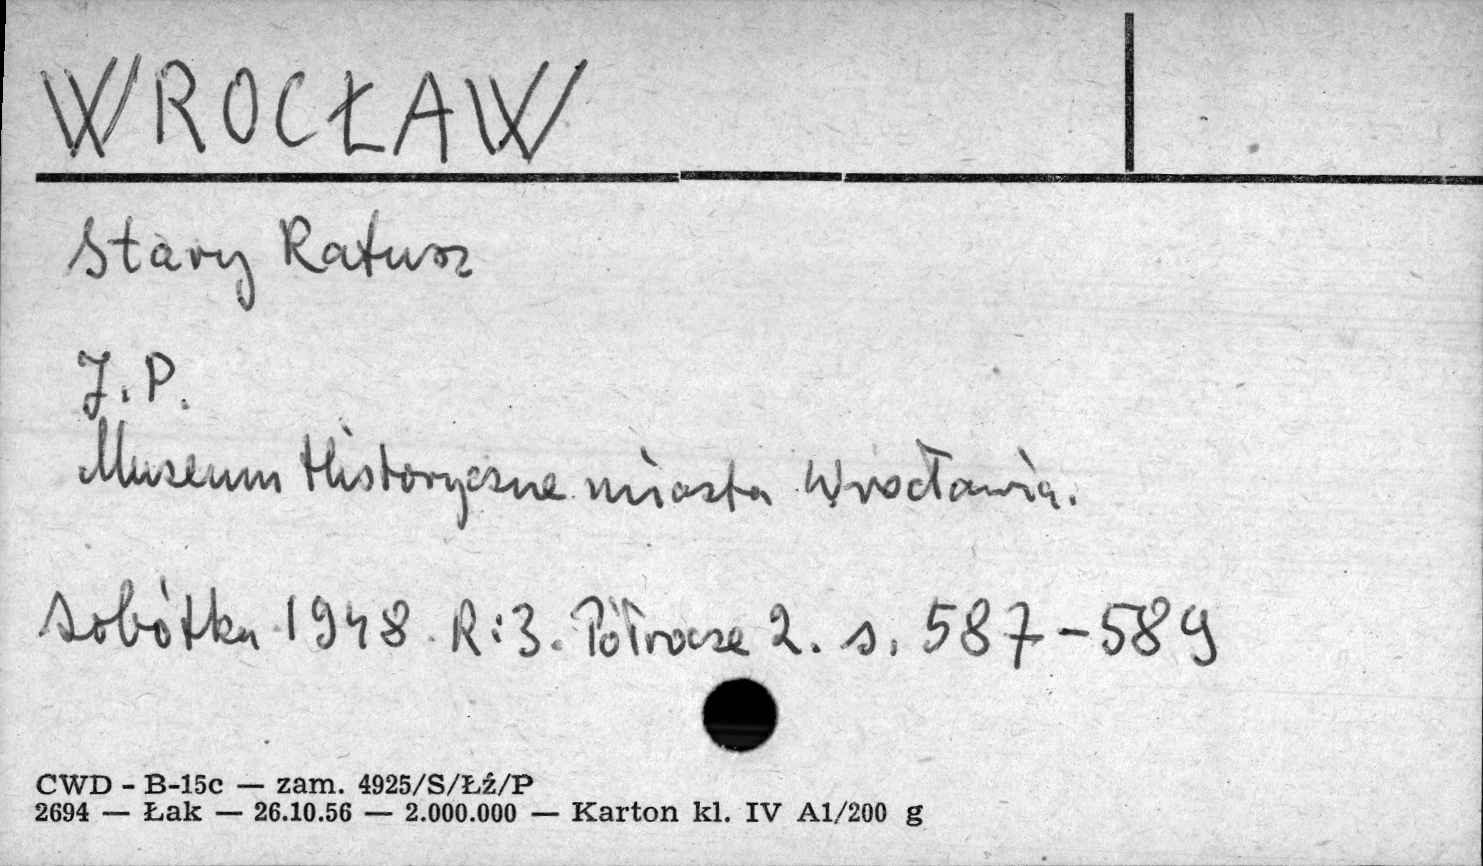 WROCŁAW
Stary Ratusz
J.P.
Museum Historyczne miasta Wrocławia.
Sobótka 1948 R:3. Półrocze 2. s. 587-589
CWD - B-15c — zam. 4925/S/Łź/P
2694 — Łak — 26.10.56 — 2.000.000 — Karton kl. IV A1/200 g